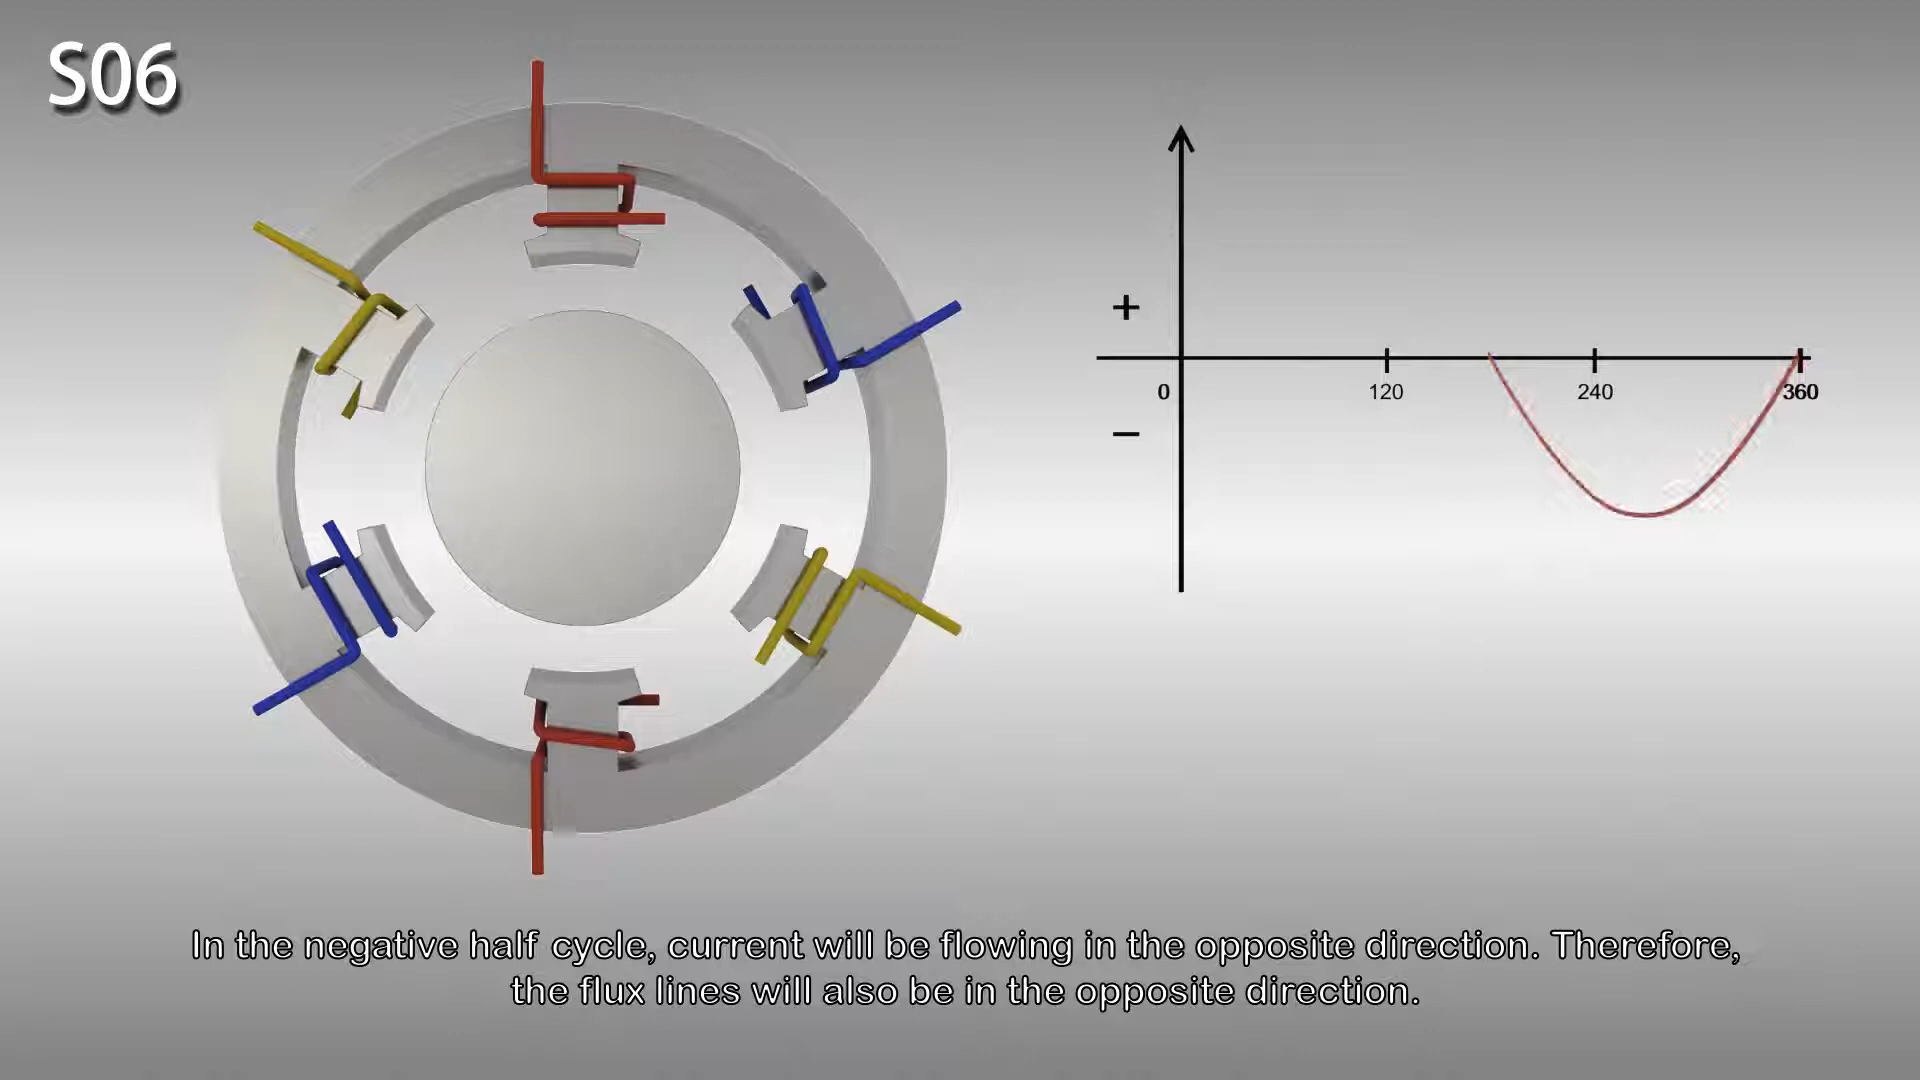 S06
+
0 120 240 360
−
In the negative half cycle, current will be flowing in the opposite direction. Therefore,
the flux lines will also be in the opposite direction.